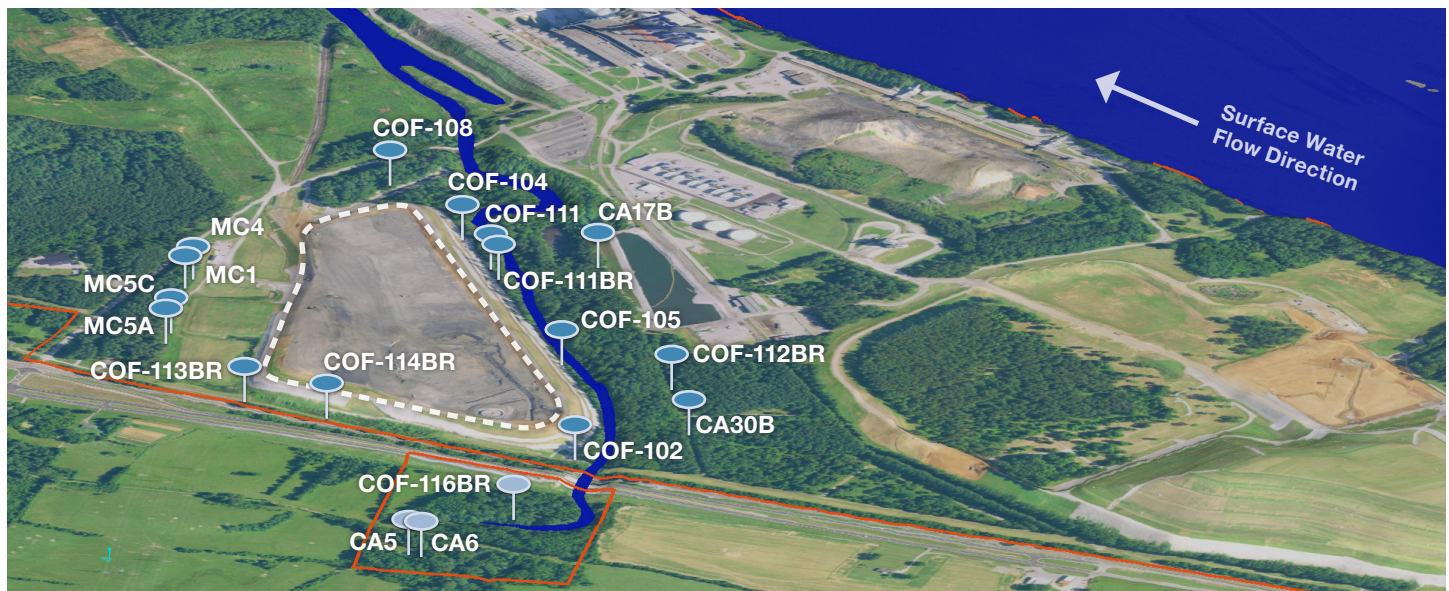 COF-108
COF-104
COF-111
CA17B
MC4
MC1
COF-111BR
MC5C
MC5A
COF-105
COF-112BR
COF-113BR
COF-114BR
CA30B
COF-102
COF-116BR
CA5
CA6
Surface Water
Flow Direction